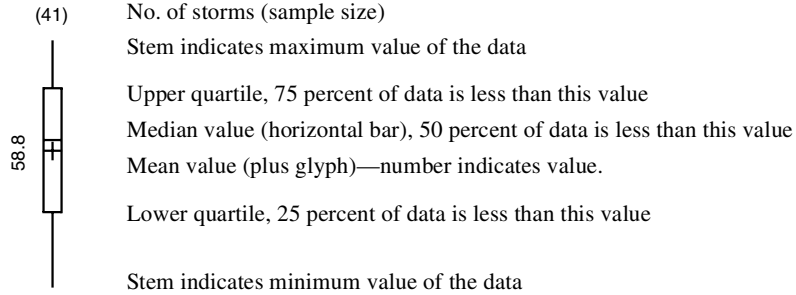 (41) No. of storms (sample size)
Stem indicates maximum value of the data
Upper quartile, 75 percent of data is less than this value
Median value (horizontal bar), 50 percent of data is less than this value
58.8
Mean value (plus glyph)—number indicates value.
Lower quartile, 25 percent of data is less than this value
Stem indicates minimum value of the data